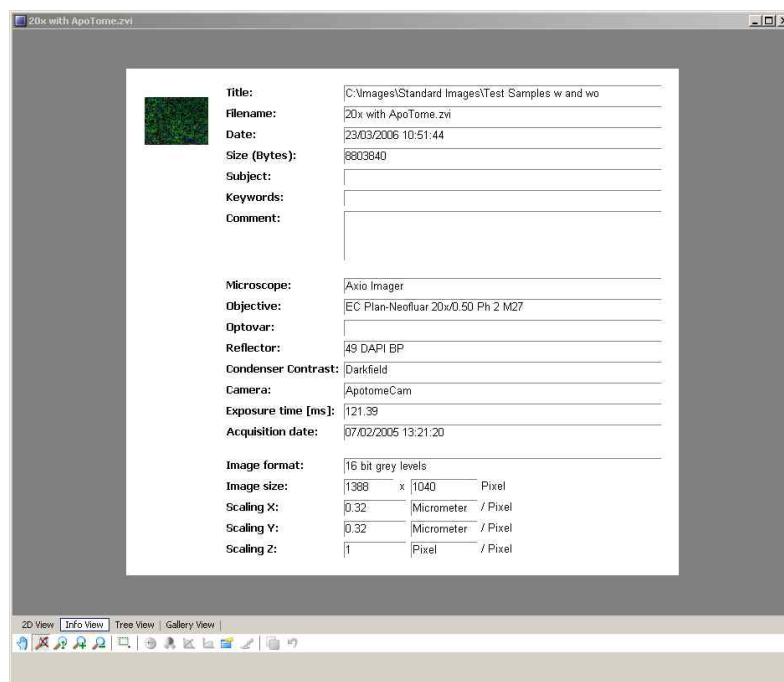 20x with ApoTome.zvi
Title: C:\Images\Standard Images\Test Samples w and wo
Filename: 20x with ApoTome.zvi
Date: 23/03/2006 10:51:44
Size (Bytes): 8803840
Subject:
Keywords:
Comment:
Microscope: Axio Imager
Objective: EC Plan-Neofluar 20x/0.50 Ph 2 M27
Optovar:
Reflector: 49 DAPI BP
Condenser Contrast: Darkfield
Camera: ApotomeCam
Exposure time [ms]: 121.39
Acquisition date: 07/02/2005 13:21:20
Image format: 16 bit grey levels
Image size: 1388 x 1040 Pixel
Scaling X: 0.32 Micrometer / Pixel
Scaling Y: 0.32 Micrometer / Pixel
Scaling Z: 1 Pixel / Pixel
2D View | Info View | Tree View | Gallery View |